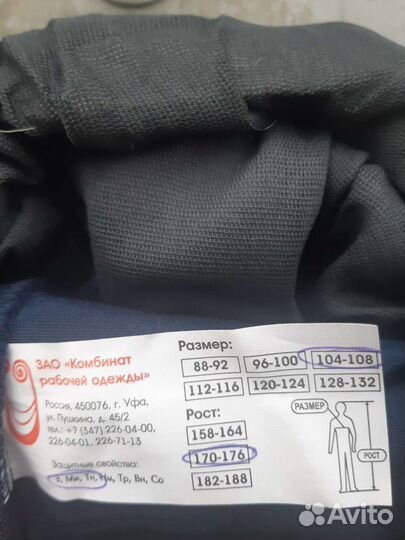 ЗАО «Комбинат
рабочей одежды»
Россия, 450076, г. Уфа,
ул. Пушкина, д. 45/2
тел.: +7 (347) 226-04-00,
226-04-01, 226-71-13
Защитные свойства:
З, Ми, Тн, Нм, Тр, Вн, Со
Размер:
88-92 96-100 104-108
112-116 120-124 128-132
Рост:
158-164
170-176
182-188
РАЗМЕР
РОСТ
Avito